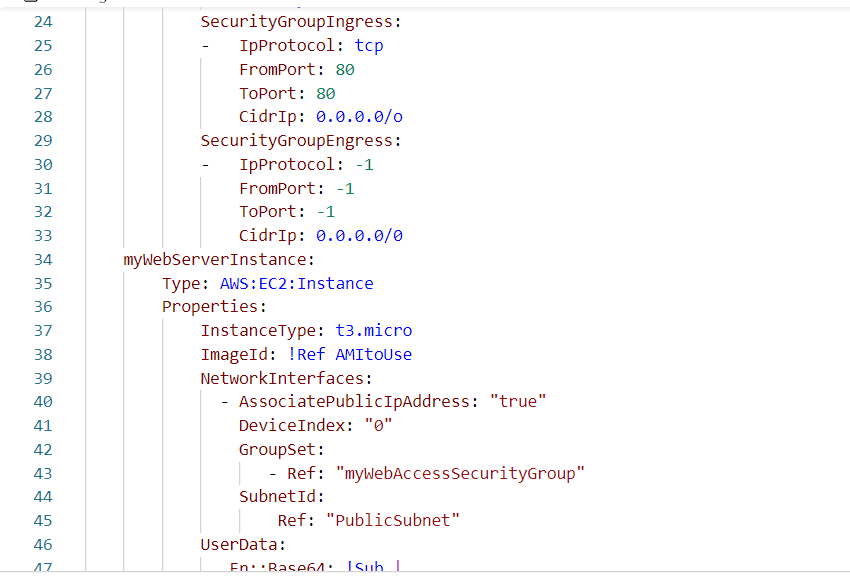 24 SecurityGroupIngress:
25 - IpProtocol: tcp
26 FromPort: 80
27 ToPort: 80
28 CidrIp: 0.0.0.0/o
29 SecurityGroupEngress:
30 - IpProtocol: -1
31 FromPort: -1
32 ToPort: -1
33 CidrIp: 0.0.0.0/0
34 myWebServerInstance:
35 Type: AWS:EC2:Instance
36 Properties:
37 InstanceType: t3.micro
38 ImageId: !Ref AMItoUse
39 NetworkInterfaces:
40 - AssociatePublicIpAddress: "true"
41 DeviceIndex: "0"
42 GroupSet:
43 - Ref: "myWebAccessSecurityGroup"
44 SubnetId:
45 Ref: "PublicSubnet"
46 UserData:
47 Fn::Base64: !Sub |